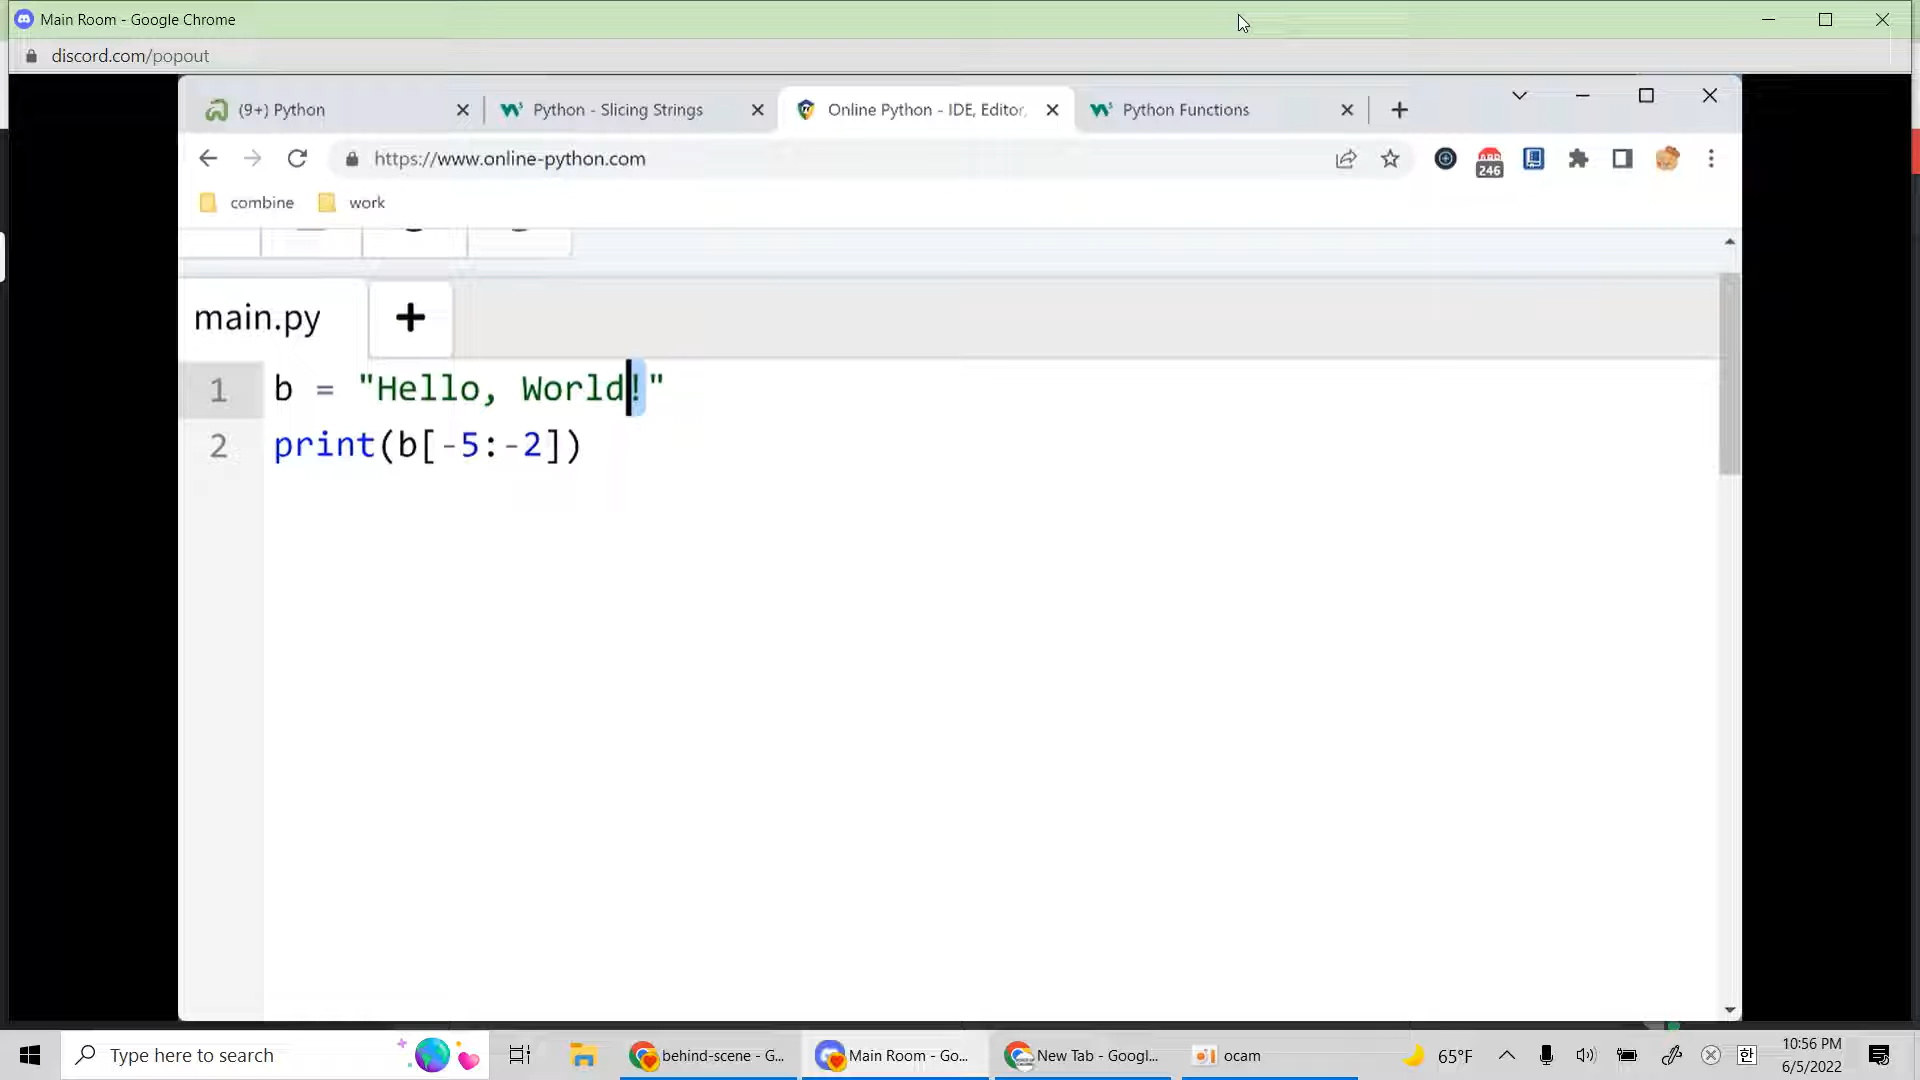 Main Room - Google Chrome
discord.com/popout
(9+) Python
Python - Slicing Strings
Online Python - IDE, Editor,
Python Functions
https://www.online-python.com
246
combine
work
main.py
1 b = "Hello, World!"
2 print(b[-5:-2])
Type here to search
behind-scene - G...
Main Room - Go...
New Tab - Googl...
ocam
65°F
한
10:56 PM
6/5/2022